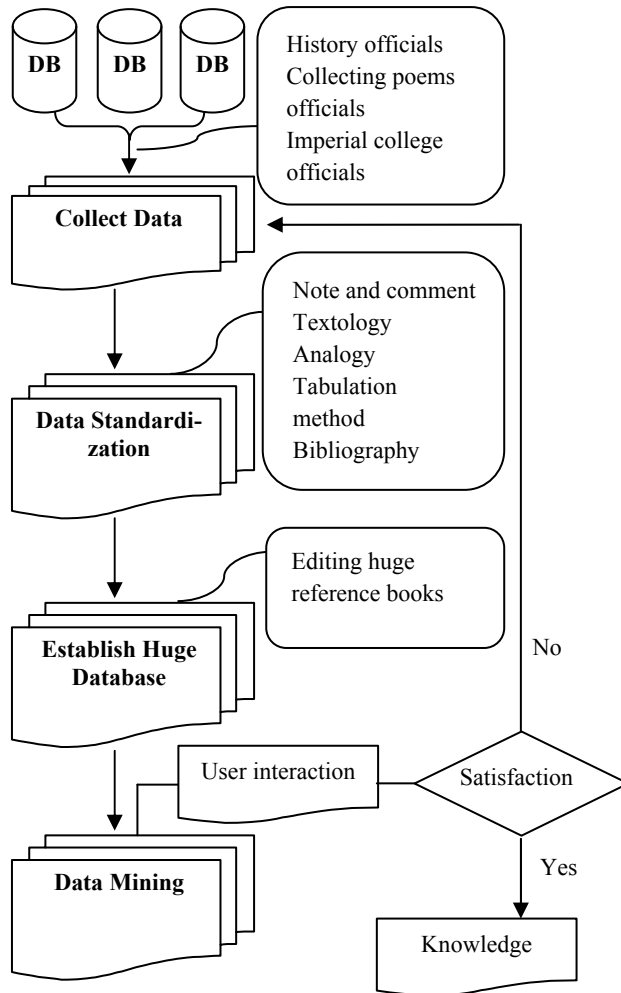 DB
DB
DB
History officials
Collecting poems
officials
Imperial college
officials
Collect Data
Note and comment
Textology
Analogy
Tabulation
method
Bibliography
Data Standardi-
zation
Editing huge
reference books
Establish Huge
Database
No
User interaction
Satisfaction
Data Mining
Yes
Knowledge